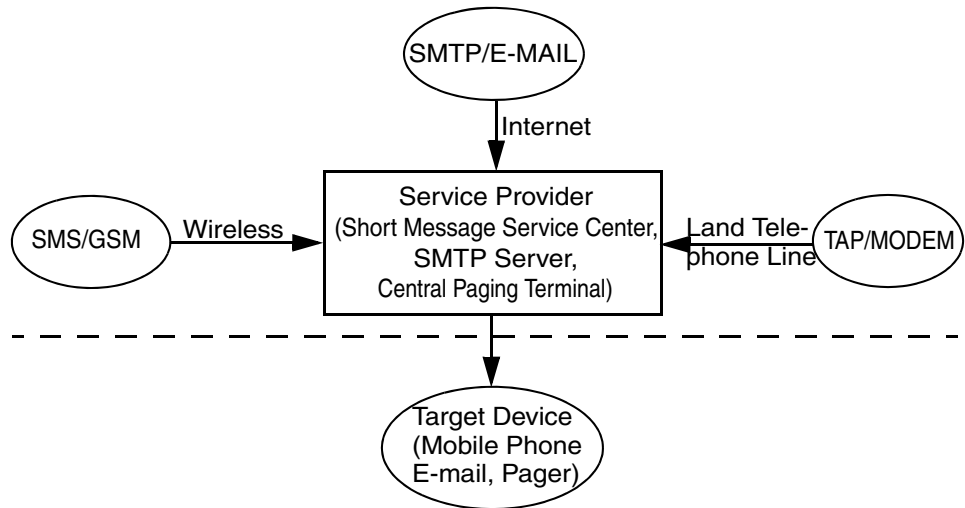 SMTP/E-MAIL
Internet
Service Provider
(Short Message Service Center,
SMTP Server,
Central Paging Terminal)
SMS/GSM
Wireless
Land Tele-
phone Line
TAP/MODEM
Target Device
(Mobile Phone
E-mail, Pager)